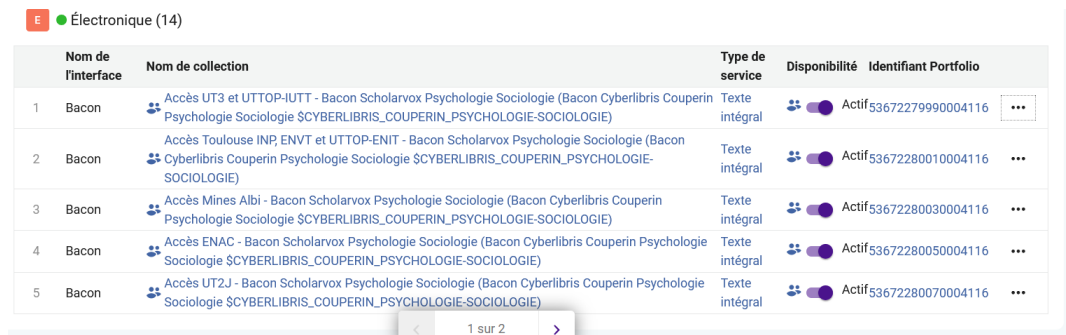 E Électronique (14)
Nom de l'interface Nom de collection Type de service Disponibilité Identifiant Portfolio
1 Bacon Accès UT3 et UTTOP-IUTT - Bacon Scholarvox Psychologie Sociologie (Bacon Cyberlibris Couperin Texte Actif 53672279990004116
Psychologie Sociologie $CYBERLIBRIS_COUPERIN_PSYCHOLOGIE-SOCIOLOGIE) intégral
Accès Toulouse INP, ENVT et UTTOP-ENIT - Bacon Scholarvox Psychologie Sociologie (Bacon Texte
2 Bacon Cyberlibris Couperin Psychologie Sociologie $CYBERLIBRIS_COUPERIN_PSYCHOLOGIE- intégral Actif 53672280010004116
SOCIOLOGIE)
3 Bacon Accès Mines Albi - Bacon Scholarvox Psychologie Sociologie (Bacon Cyberlibris Couperin Texte Actif 53672280030004116
Psychologie Sociologie $CYBERLIBRIS_COUPERIN_PSYCHOLOGIE-SOCIOLOGIE) intégral
4 Bacon Accès ENAC - Bacon Scholarvox Psychologie Sociologie (Bacon Cyberlibris Couperin Psychologie Texte Actif 53672280050004116
Sociologie $CYBERLIBRIS_COUPERIN_PSYCHOLOGIE-SOCIOLOGIE) intégral
5 Bacon Accès UT2J - Bacon Scholarvox Psychologie Sociologie (Bacon Cyberlibris Couperin Psychologie Texte Actif 53672280070004116
Sociologie $CYBERLIBRIS_COUPERIN_PSYCHOLOGIE-SOCIOLOGIE) intégral
1 sur 2